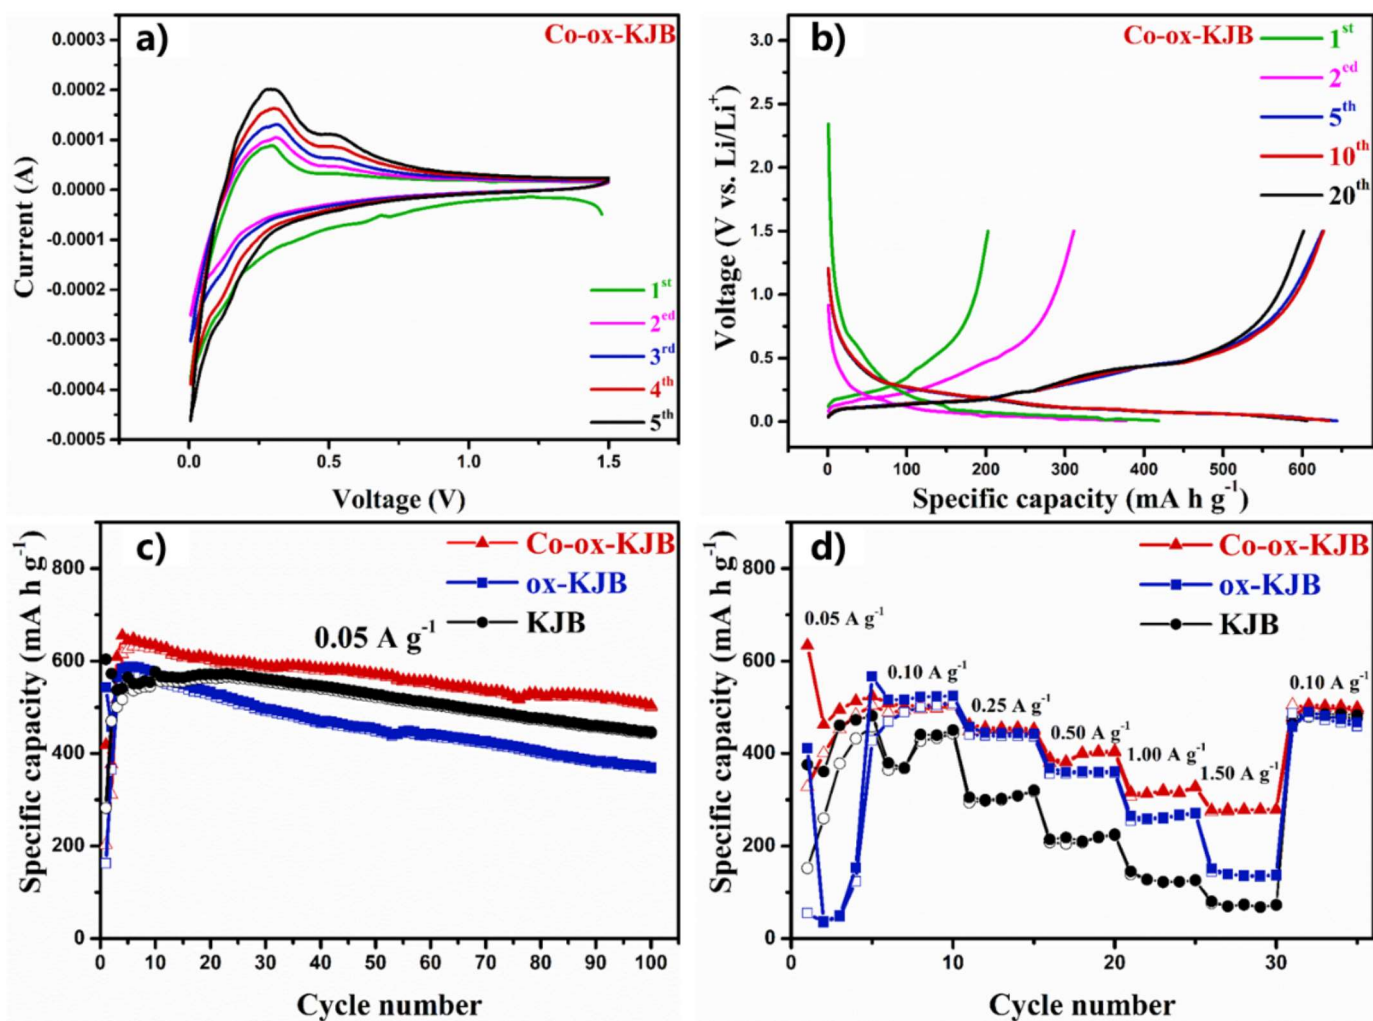 a)
Co-ox-KJB
0.0003
0.0002
0.0001
0.0000
-0.0001
-0.0002
-0.0003
-0.0004
-0.0005
Current (A)
1st
2ed
3rd
4th
5th
0.0
0.5
1.0
1.5
Voltage (V)
b)
Co-ox-KJB
1st
2ed
5th
10th
20th
3.0
2.5
2.0
1.5
1.0
0.5
0.0
Voltage (V vs. Li/Li+)
0
100
200
300
400
500
600
Specific capacity (mA h g-1)
c)
Co-ox-KJB
ox-KJB
KJB
0.05 A g-1
800
600
400
200
0
Specific capacity (mA h g-1)
0
10
20
30
40
50
60
70
80
90
100
Cycle number
d)
Co-ox-KJB
ox-KJB
KJB
0.05 A g-1
0.10 A g-1
0.25 A g-1
0.50 A g-1
1.00 A g-1
1.50 A g-1
0.10 A g-1
800
600
400
200
0
Specific capacity (mA h g-1)
0
10
20
30
Cycle number